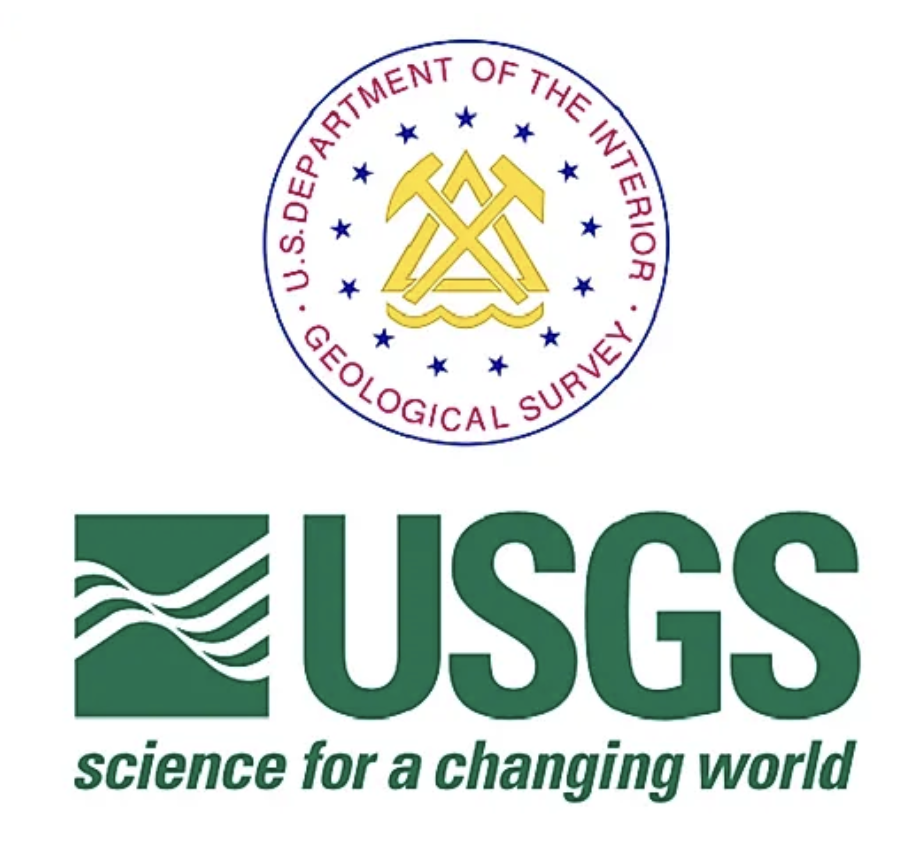 U.S. DEPARTMENT OF THE INTERIOR
· GEOLOGICAL SURVEY ·
USGS
science for a changing world